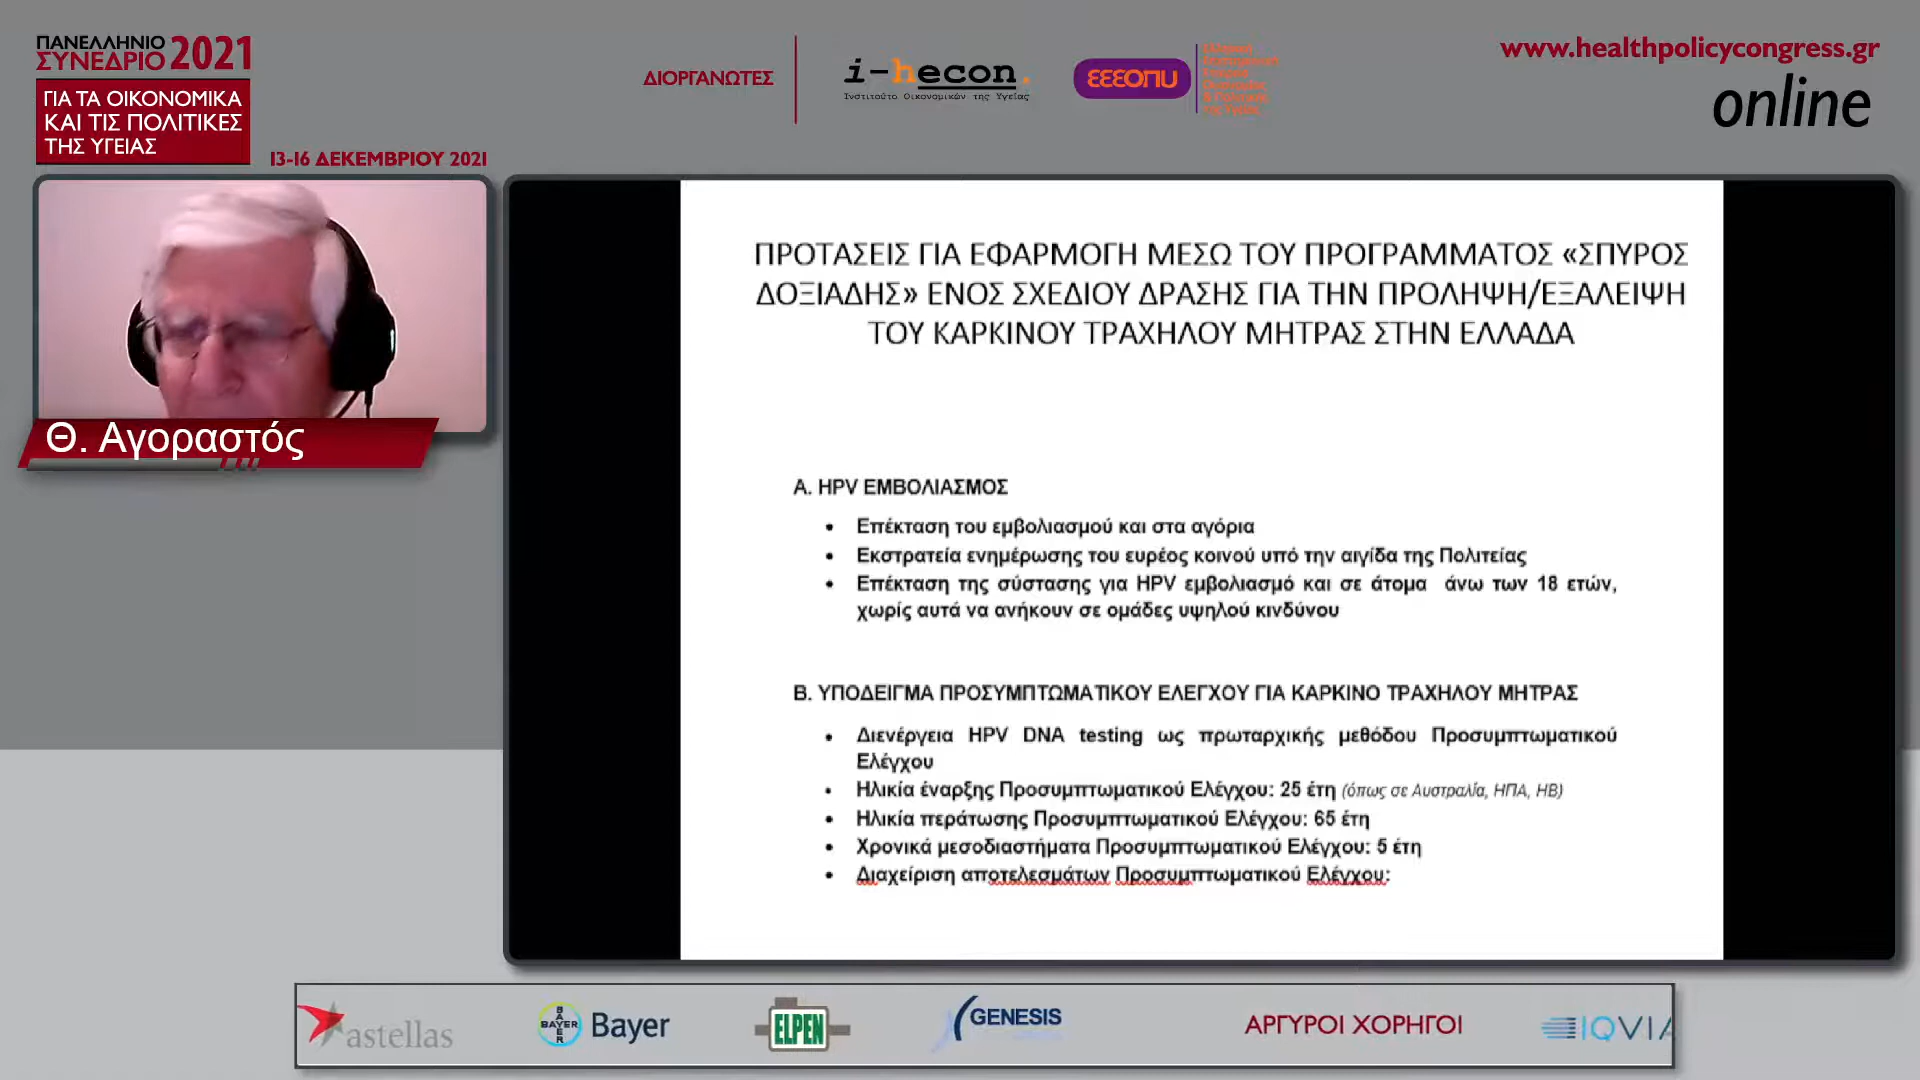 ΠΑΝΕΛΛΗΝΙΟ
ΣΥΝΕΔΡΙΟ 2021
ΓΙΑ ΤΑ ΟΙΚΟΝΟΜΙΚΑ
ΚΑΙ ΤΙΣ ΠΟΛΙΤΙΚΕΣ
ΤΗΣ ΥΓΕΙΑΣ
13-16 ΔΕΚΕΜΒΡΙΟΥ 2021
ΔΙΟΡΓΑΝΩΤΕΣ
i-hecon.
Ινστιτούτο Οικονομικών της Υγείας
ΕΕΕΟΠΥ
www.healthpolicycongress.gr
online
Θ. Αγοραστός
ΠΡΟΤΑΣΕΙΣ ΓΙΑ ΕΦΑΡΜΟΓΗ ΜΕΣΩ ΤΟΥ ΠΡΟΓΡΑΜΜΑΤΟΣ «ΣΠΥΡΟΣ
ΔΟΞΙΑΔΗΣ» ΕΝΟΣ ΣΧΕΔΙΟΥ ΔΡΑΣΗΣ ΓΙΑ ΤΗΝ ΠΡΟΛΗΨΗ/ΕΞΑΛΕΙΨΗ
ΤΟΥ ΚΑΡΚΙΝΟΥ ΤΡΑΧΗΛΟΥ ΜΗΤΡΑΣ ΣΤΗΝ ΕΛΛΑΔΑ
Α. HPV ΕΜΒΟΛΙΑΣΜΟΣ
• Επέκταση του εμβολιασμού και στα αγόρια
• Εκστρατεία ενημέρωσης του ευρέος κοινού υπό την αιγίδα της Πολιτείας
• Επέκταση της σύστασης για HPV εμβολιασμό και σε άτομα άνω των 18 ετών,
χωρίς αυτά να ανήκουν σε ομάδες υψηλού κινδύνου
Β. ΥΠΟΔΕΙΓΜΑ ΠΡΟΣΥΜΠΤΩΜΑΤΙΚΟΥ ΕΛΕΓΧΟΥ ΓΙΑ ΚΑΡΚΙΝΟ ΤΡΑΧΗΛΟΥ ΜΗΤΡΑΣ
• Διενέργεια HPV DNA testing ως πρωταρχικής μεθόδου Προσυμπτωματικού
Ελέγχου
• Ηλικία έναρξης Προσυμπτωματικού Ελέγχου: 25 έτη (όπως σε Αυστραλία, ΗΠΑ, ΗΒ)
• Ηλικία περάτωσης Προσυμπτωματικού Ελέγχου: 65 έτη
• Χρονικά μεσοδιαστήματα Προσυμπτωματικού Ελέγχου: 5 έτη
• Διαχείριση αποτελεσμάτων Προσυμπτωματικού Ελέγχου:
astellas
BAYER
BAYER
Bayer
ELPEN
GENESIS
ΑΡΓΥΡΟΙ ΧΟΡΗΓΟΙ
IQVIA